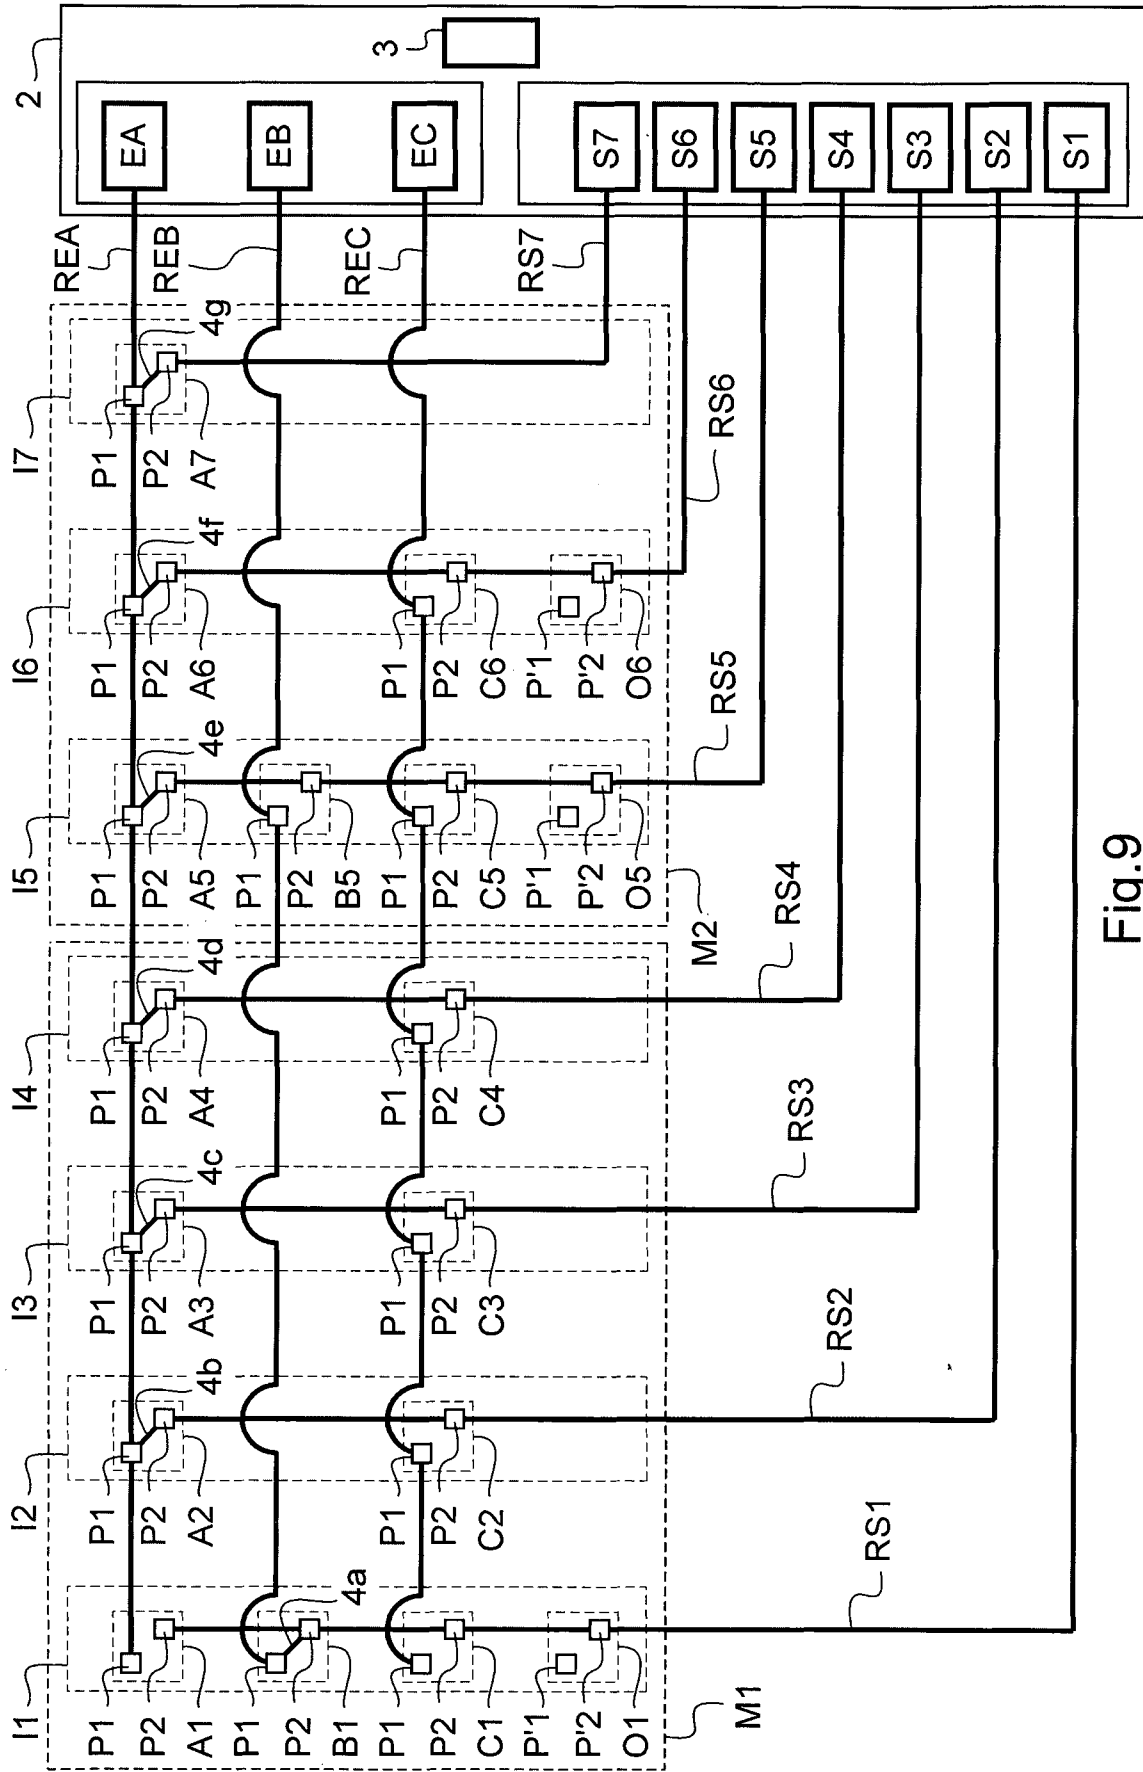 2
3
EA
EB
EC
S7
S6
S5
S4
S3
S2
S1
REA
REB
REC
RS7
I7
P1
P2
A7
4g
I6
P1
P2
A6
4f
P1
P2
C6
P'1
P'2
O6
RS6
I5
P1
P2
A5
4e
P1
P2
B5
P1
P2
C5
P'1
P'2
O5
RS5
M2
I4
P1
P2
A4
4d
P1
P2
C4
RS4
I3
P1
P2
A3
4c
P1
P2
C3
RS3
I2
P1
P2
A2
4b
P1
P2
C2
RS2
I1
P1
P2
A1
P1
P2
B1
4a
P1
P2
C1
P'1
P'2
O1
RS1
M1
Fig.9